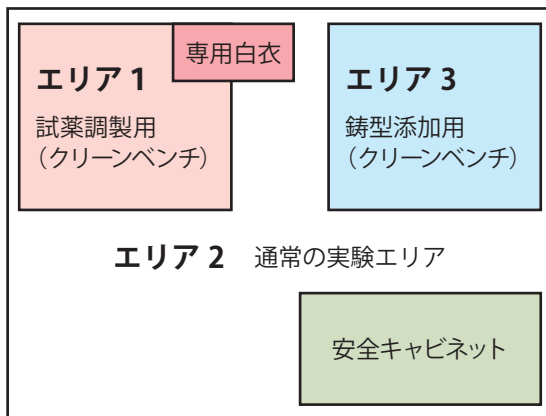 専用白衣
エリア 1
試薬調製用
（クリーンベンチ）
エリア 3
鋳型添加用
（クリーンベンチ）
エリア 2 通常の実験エリア
安全キャビネット